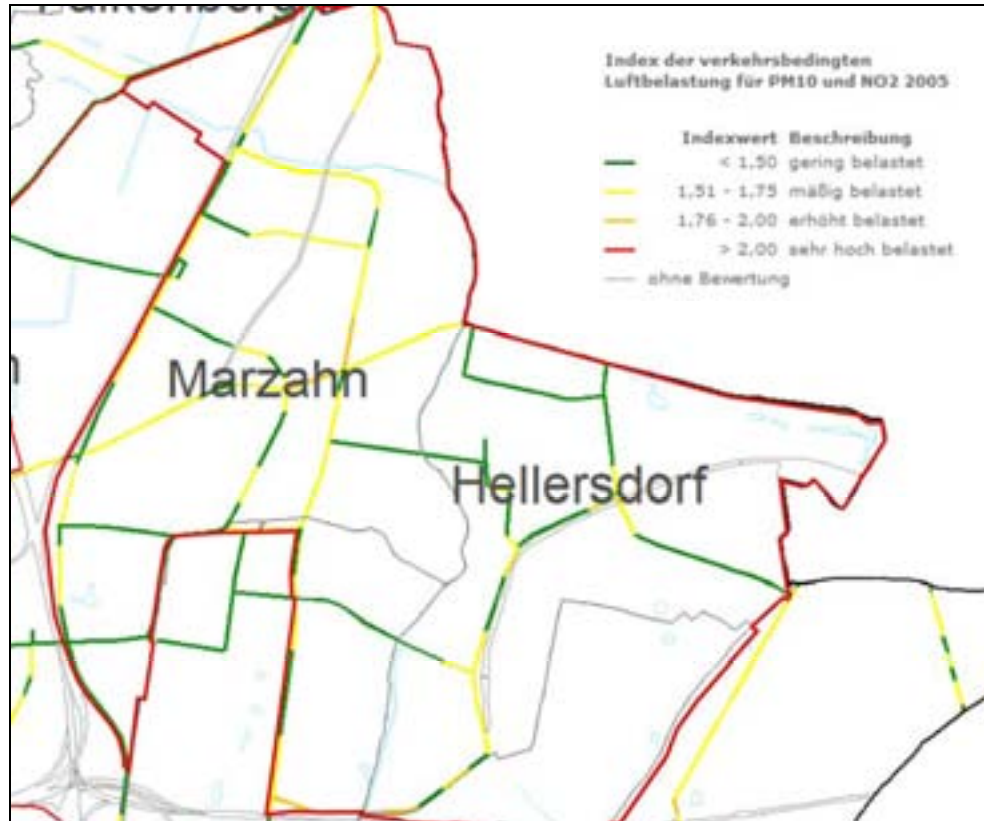 Falkenberg
Index der verkehrsbedingten
Luftbelastung für PM10 und NO2 2005
Indexwert Beschreibung
< 1,50 gering belastet
1,51 - 1,75 mäßig belastet
1,76 - 2,00 erhöht belastet
> 2,00 sehr hoch belastet
ohne Bewertung
n
Marzahn
Hellersdorf